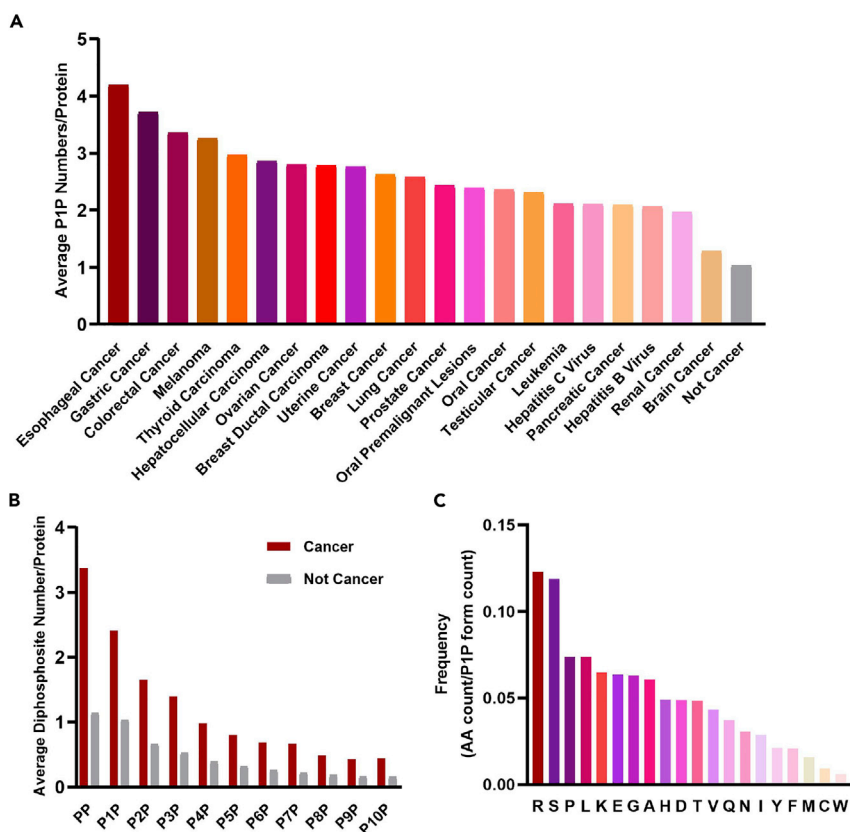 A
Average P1P Numbers/Protein
5
4
3
2
1
0
Esophageal Cancer
Gastric Cancer
Colorectal Cancer
Melanoma
Thyroid Carcinoma
Hepatocellular Carcinoma
Ovarian Cancer
Breast Ductal Carcinoma
Uterine Cancer
Breast Cancer
Lung Cancer
Prostate Cancer
Oral Premalignant Lesions
Oral Cancer
Testicular Cancer
Leukemia
Hepatitis C Virus
Pancreatic Cancer
Hepatitis B Virus
Renal Cancer
Brain Cancer
Not Cancer
B
Average Diphosphosite Number/Protein
4
3
2
1
0
Cancer
Not Cancer
PP
P1P
P2P
P3P
P4P
P5P
P6P
P7P
P8P
P9P
P10P
C
Frequency
(AA count/P1P form count)
0.15
0.10
0.05
0.00
R S P L K E G A H D T V Q N I Y F M C W